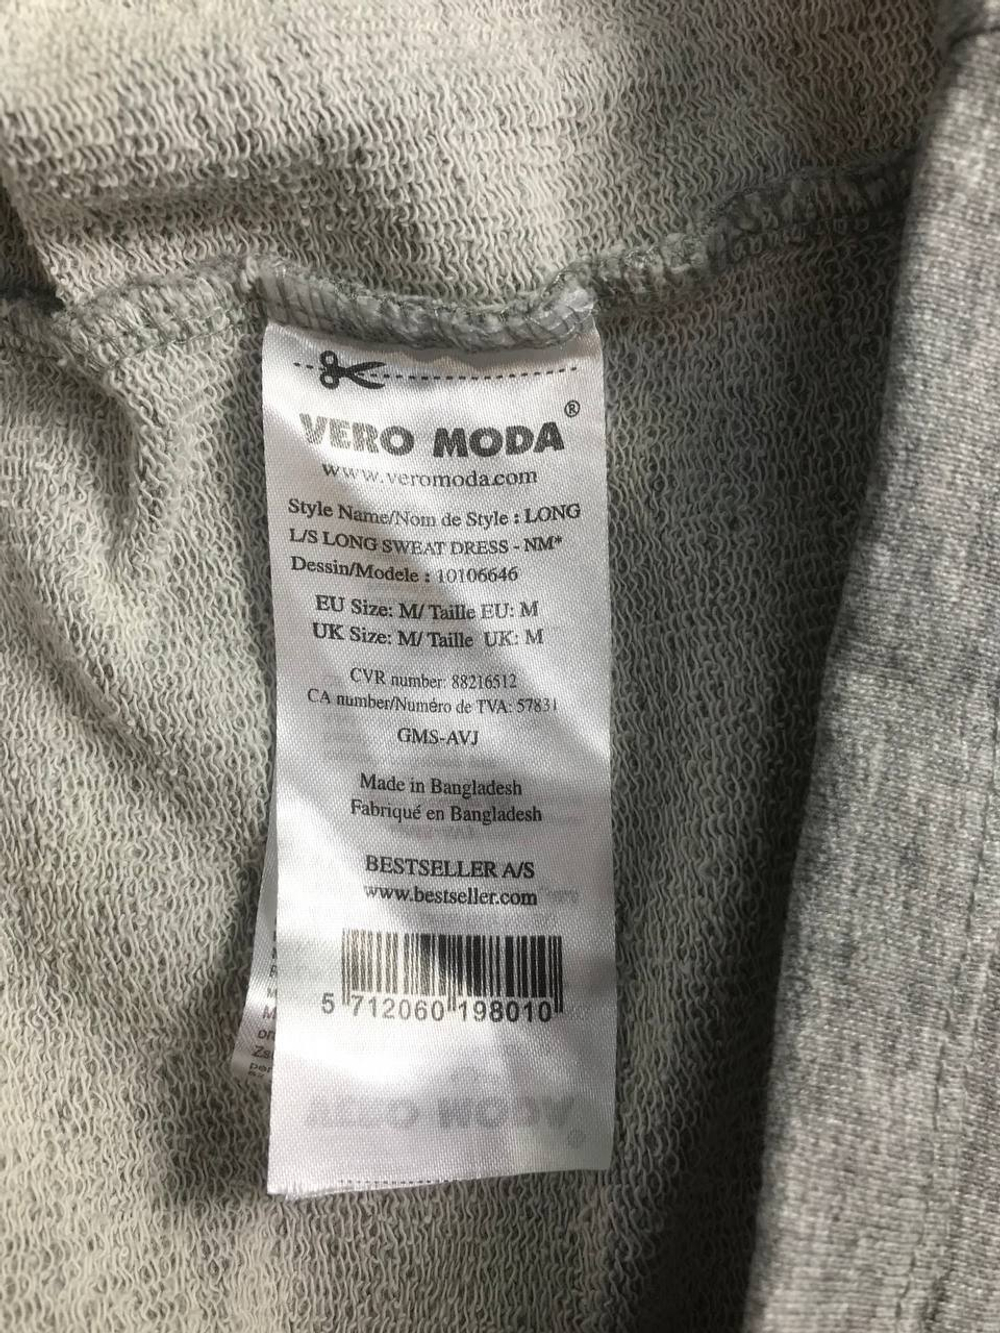 VERO MODA®
www.veromoda.com
Style Name/Nom de Style : LONG
L/S LONG SWEAT DRESS - NM*
Dessin/Modele : 10106646
EU Size: M/ Taille EU: M
UK Size: M/ Taille UK: M
CVR number: 88216512
CA number/Numéro de TVA: 57831
GMS-AVJ
Made in Bangladesh
Fabriqué en Bangladesh
BESTSELLER A/S
www.bestseller.com
5 712060 198010